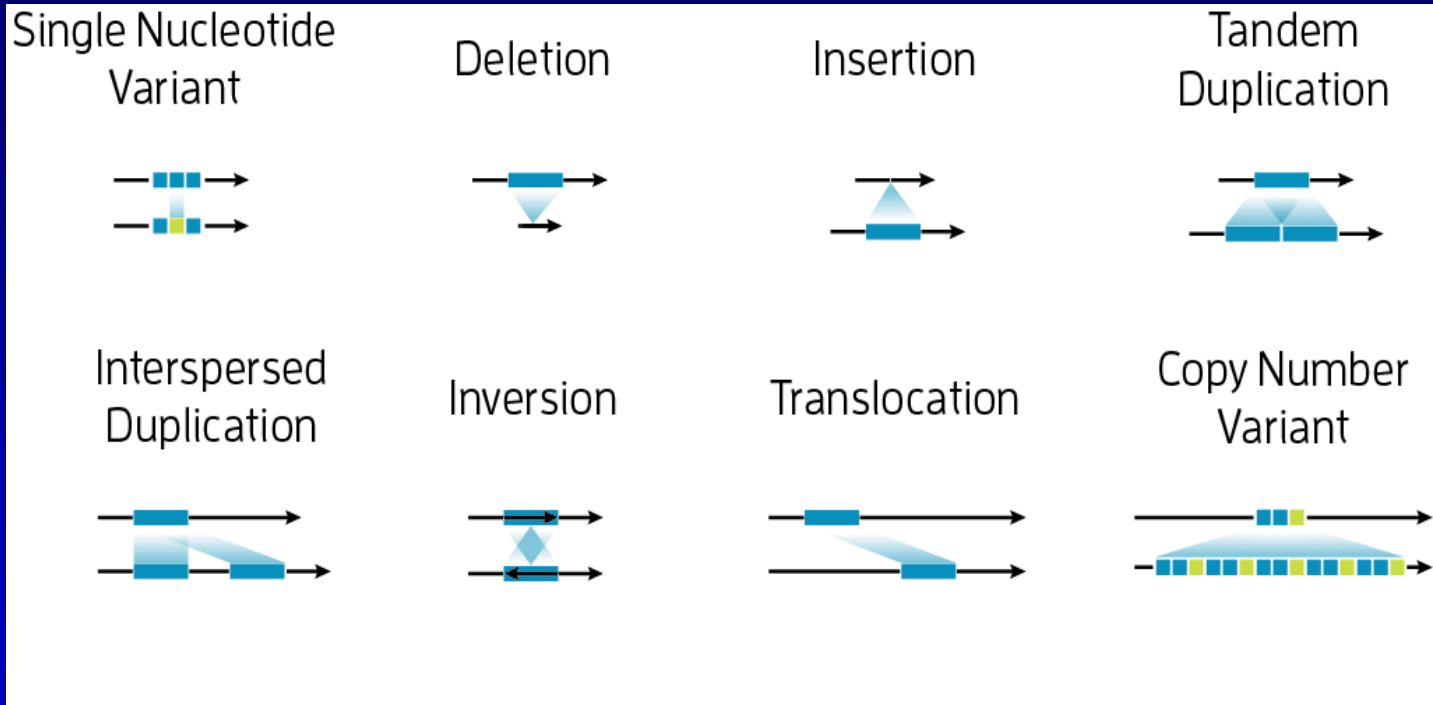 Single Nucleotide
Variant
Deletion
Insertion
Tandem
Duplication
Interspersed
Duplication
Inversion
Translocation
Copy Number
Variant